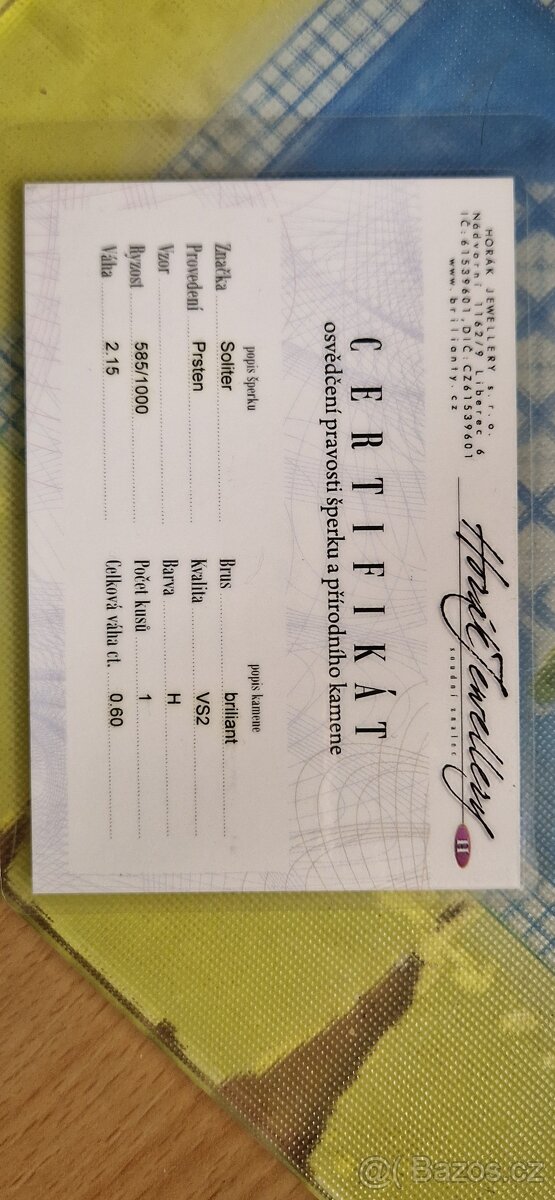 HORÁK JEWELLERY s.r.o.
Nádvorní 1162/9 Liberec 6
IČ:61539601,DIČ:CZ61539601
www.brilianty.cz
Horák Jewellery
soudní znalec
H
CERTIFIKÁT
osvědčení pravosti šperku a přírodního kamene
popis šperku
Značka Soliter
Provedení Prsten
Vzor
Ryzost 585/1000
Váha 2.15
popis kamene
Brus briliant
Kvalita VS2
Barva H
Počet kusů 1
Celková váha ct. 0.60
Bazos.cz